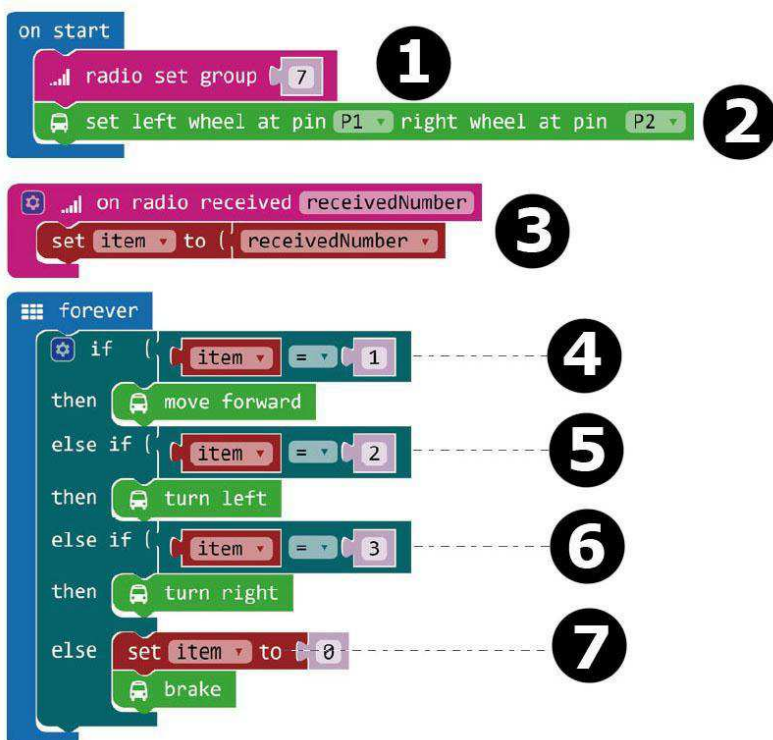 on start
radio set group 7
1
set left wheel at pin P1 right wheel at pin P2
2
on radio received receivedNumber
set item to ( receivedNumber
3
forever
if ( item = 1
4
then move forward
else if ( item = 2
5
then turn left
else if ( item = 3
6
then turn right
else set item to 0
7
brake